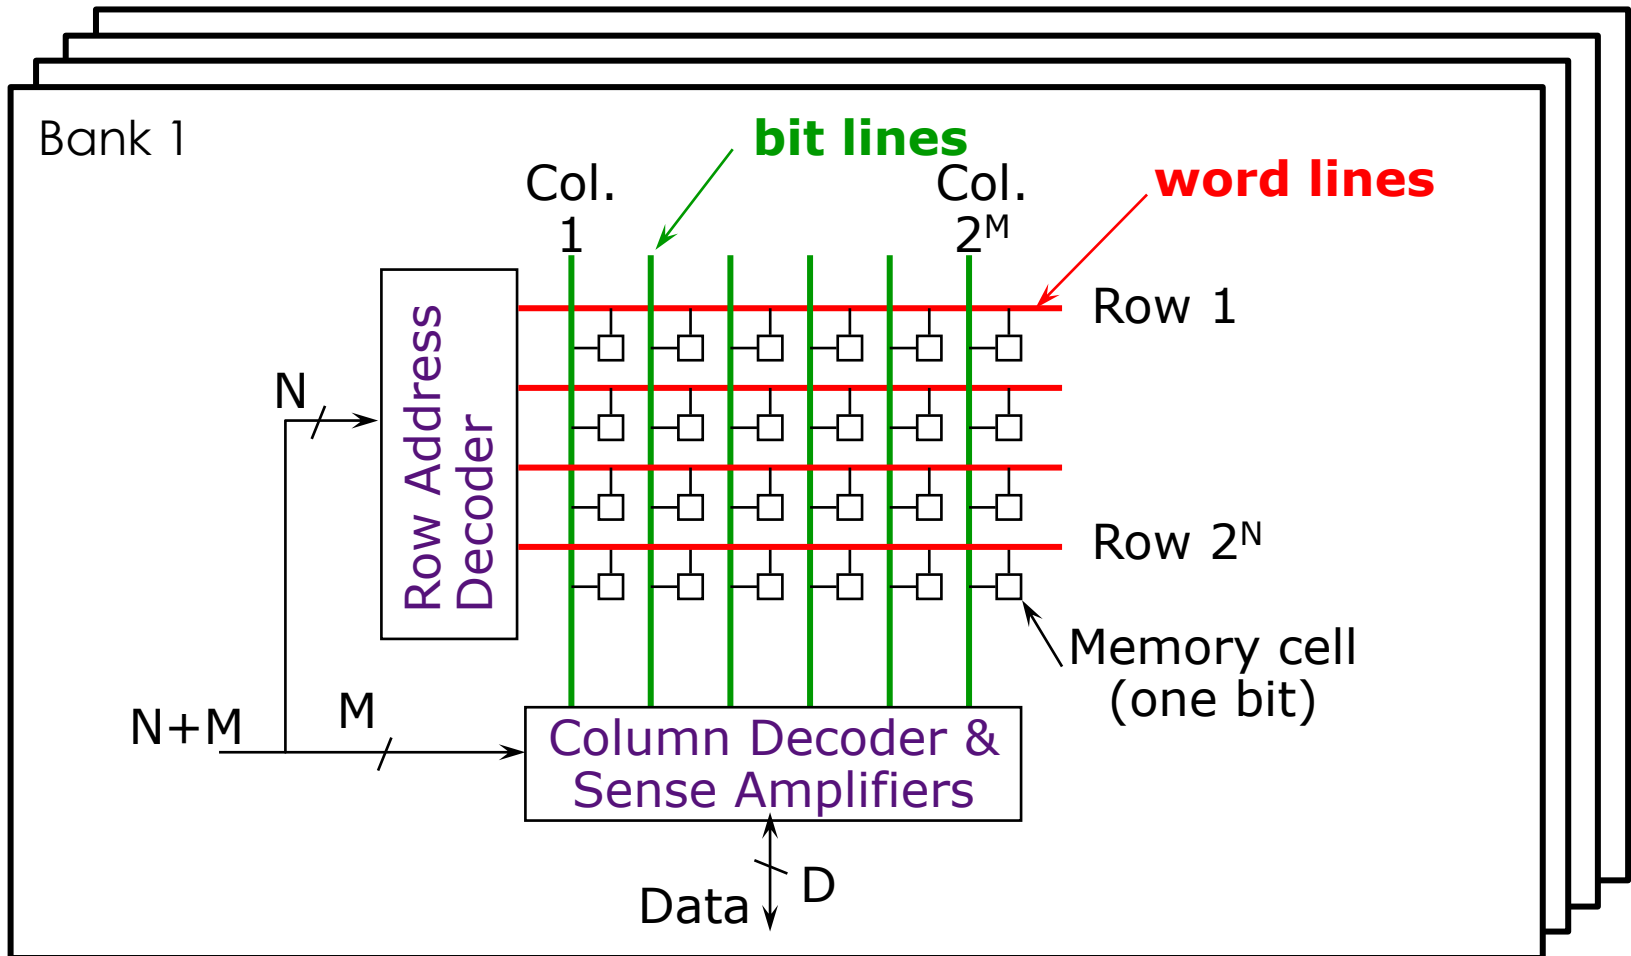 Bank 1
bit lines
word lines
Col.
1
Col.
2ᴹ
Row 1
Row Address
Decoder
N
Row 2ᴺ
Memory cell
(one bit)
N+M
M
Column Decoder &
Sense Amplifiers
D
Data